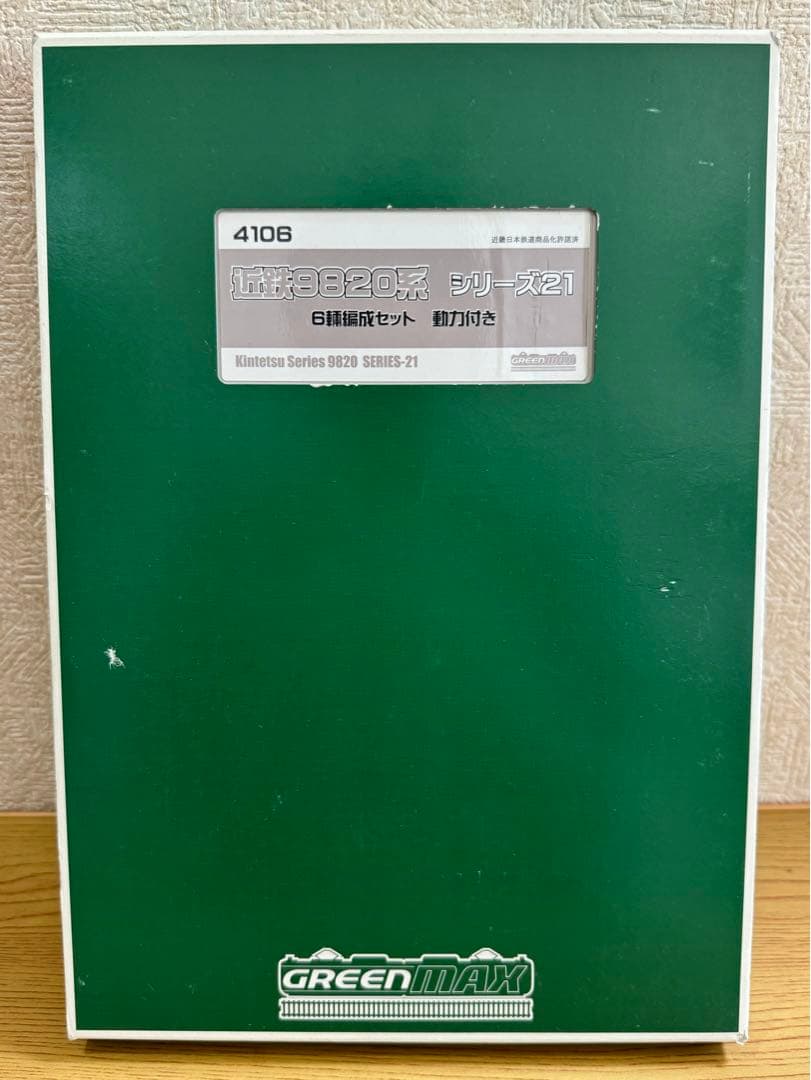 4106
近畿日本鉄道商品化許諾済
近鉄9820系 シリーズ21
6輌編成セット 動力付き
Kintetsu Series 9820 SERIES-21
GREENMAX
GREENMAX